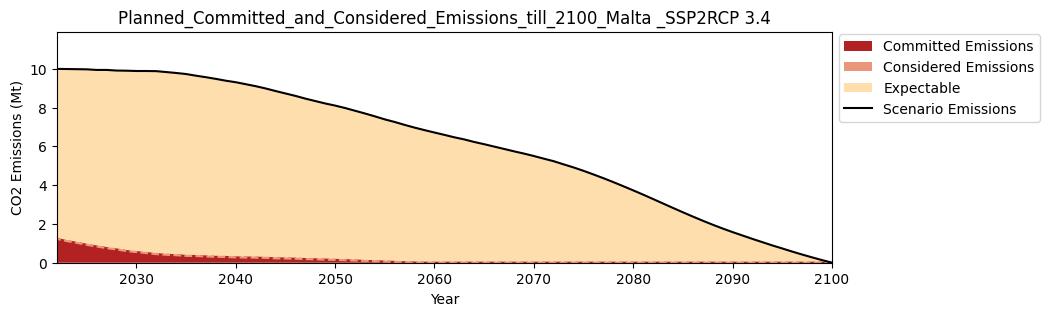 Planned_Committed_and_Considered_Emissions_till_2100_Malta _SSP2RCP 3.4
Committed Emissions
Considered Emissions
Expectable
Scenario Emissions
CO2 Emissions (Mt)
10
8
6
4
2
0
2030 2040 2050 2060 2070 2080 2090 2100
Year